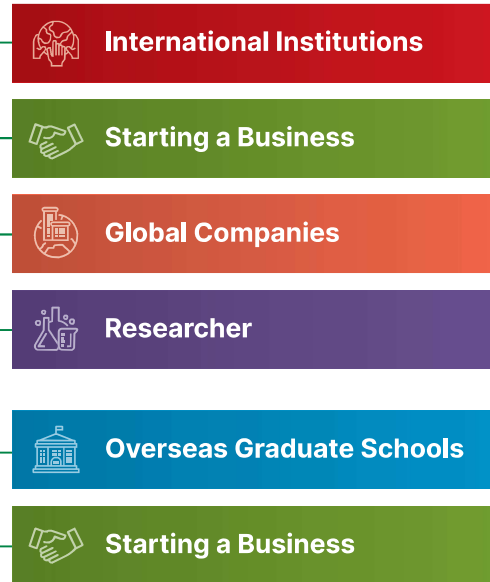 International Institutions
Starting a Business
Global Companies
Researcher
Overseas Graduate Schools
Starting a Business